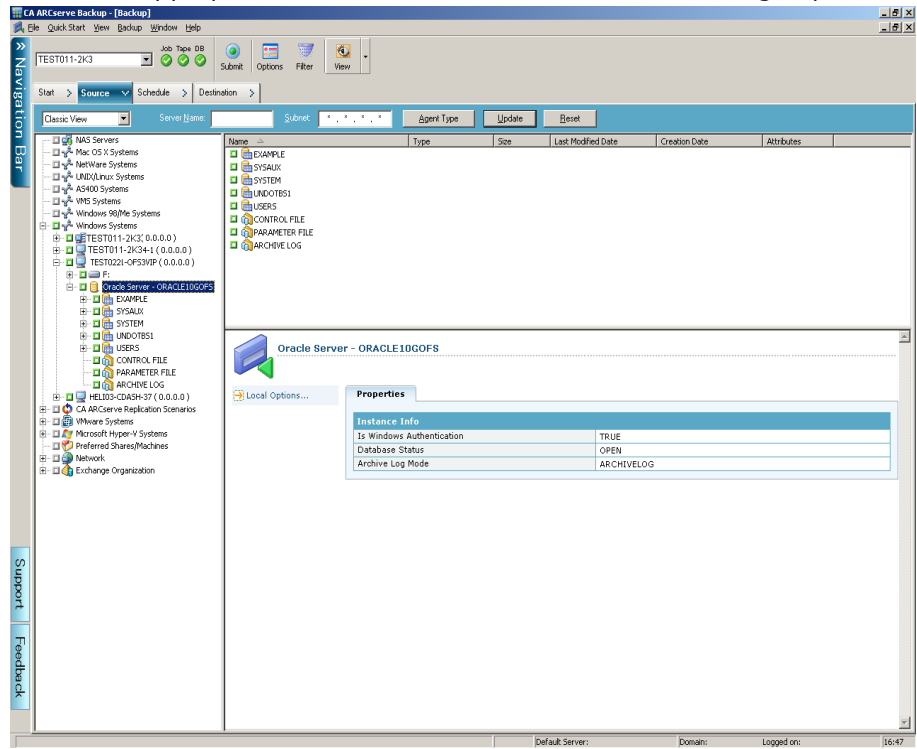 CA ARCserve Backup - [Backup]
File Quick Start View Backup Window Help
Navigation Bar
TEST011-2K3
Job Tape DB
Submit Options Filter View
Start > Source Schedule > Destination >
Classic View Server Name: Subnet: * . * . * . * Agent Type Update Reset
NAS Servers
Mac OS X Systems
NetWare Systems
UNIX/Linux Systems
AS400 Systems
VMS Systems
Windows 98/Me Systems
Windows Systems
TEST011-2K3( 0.0.0.0 )
TEST011-2K34-1 ( 0.0.0.0 )
TEST022I-OFS3VIP ( 0.0.0.0 )
F:
Oracle Server - ORACLE10GOFS
EXAMPLE
SYSAUX
SYSTEM
UNDOTBS1
USERS
CONTROL FILE
PARAMETER FILE
ARCHIVE LOG
HELI03-CDASH-37 ( 0.0.0.0 )
CA ARCserve Replication Scenarios
VMware Systems
Microsoft Hyper-V Systems
Preferred Shares/Machines
Network
Exchange Organization
Name Type Size Last Modified Date Creation Date Attributes
EXAMPLE
SYSAUX
SYSTEM
UNDOTBS1
USERS
CONTROL FILE
PARAMETER FILE
ARCHIVE LOG
Oracle Server - ORACLE10GOFS
Local Options...
Properties
Instance Info
Is Windows Authentication TRUE
Database Status OPEN
Archive Log Mode ARCHIVELOG
Support
Feedback
Default Server: Domain: Logged on: 16:47